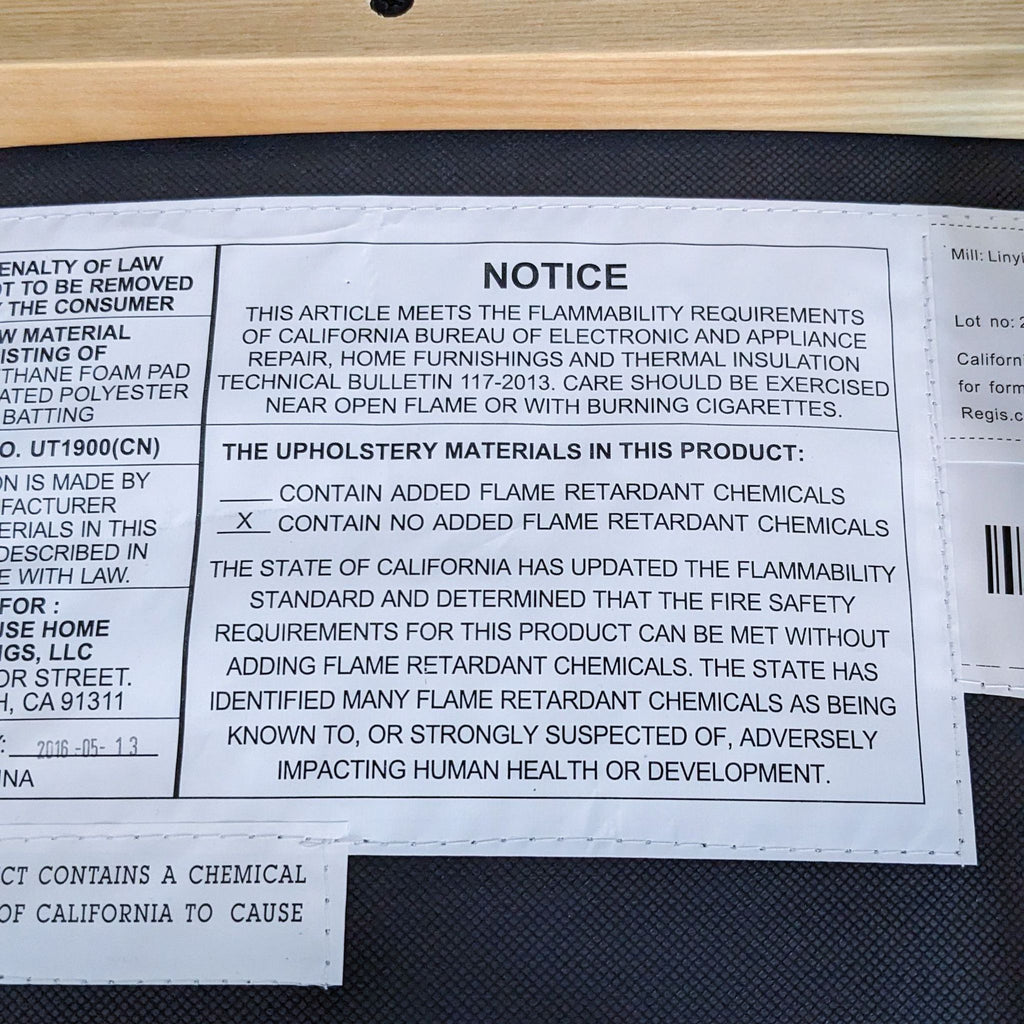 ENALTY OF LAW
OT TO BE REMOVED
THE CONSUMER
W MATERIAL
ISTING OF
THANE FOAM PAD
ATED POLYESTER
BATTING
O. UT1900(CN)
ON IS MADE BY
FACTURER
ERIALS IN THIS
DESCRIBED IN
E WITH LAW.
FOR :
USE HOME
NGS, LLC
OR STREET.
H, CA 91311
Y: 2016-05-13
INA
NOTICE
THIS ARTICLE MEETS THE FLAMMABILITY REQUIREMENTS
OF CALIFORNIA BUREAU OF ELECTRONIC AND APPLIANCE
REPAIR, HOME FURNISHINGS AND THERMAL INSULATION
TECHNICAL BULLETIN 117-2013. CARE SHOULD BE EXERCISED
NEAR OPEN FLAME OR WITH BURNING CIGARETTES.
THE UPHOLSTERY MATERIALS IN THIS PRODUCT:
____ CONTAIN ADDED FLAME RETARDANT CHEMICALS
X CONTAIN NO ADDED FLAME RETARDANT CHEMICALS
THE STATE OF CALIFORNIA HAS UPDATED THE FLAMMABILITY
STANDARD AND DETERMINED THAT THE FIRE SAFETY
REQUIREMENTS FOR THIS PRODUCT CAN BE MET WITHOUT
ADDING FLAME RETARDANT CHEMICALS. THE STATE HAS
IDENTIFIED MANY FLAME RETARDANT CHEMICALS AS BEING
KNOWN TO, OR STRONGLY SUSPECTED OF, ADVERSELY
IMPACTING HUMAN HEALTH OR DEVELOPMENT.
Mill: Linyi
Lot no: 2
Californ
for form
Regis.c
CT CONTAINS A CHEMICAL
OF CALIFORNIA TO CAUSE